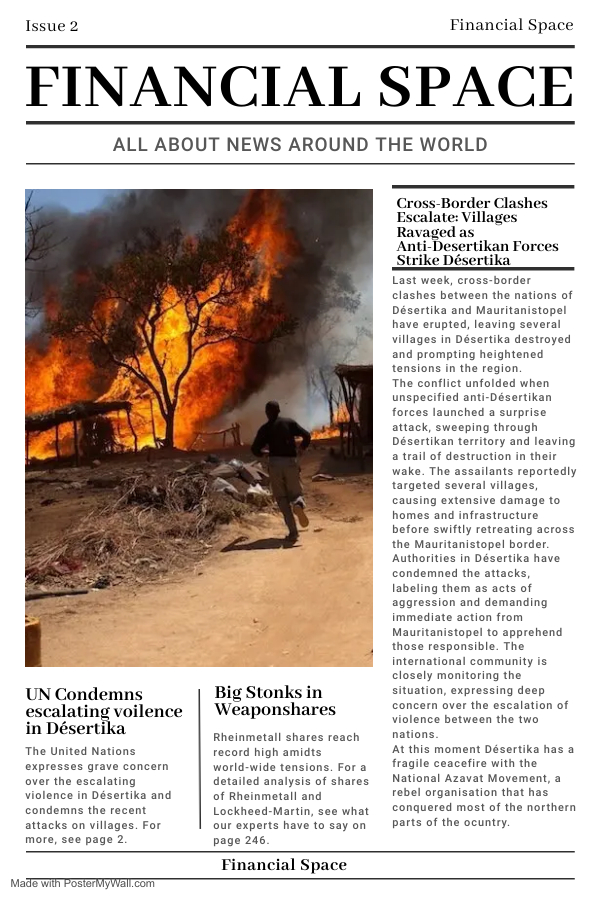 Issue 2
Financial Space
FINANCIAL SPACE
ALL ABOUT NEWS AROUND THE WORLD
Cross-Border Clashes
Escalate: Villages
Ravaged as
Anti-Desertikan Forces
Strike Désertika
Last week, cross-border
clashes between the nations of
Désertika and Mauritanistopel
have erupted, leaving several
villages in Désertika destroyed
and prompting heightened
tensions in the region.
The conflict unfolded when
unspecified anti-Désertikan
forces launched a surprise
attack, sweeping through
Désertikan territory and leaving
a trail of destruction in their
wake. The assailants reportedly
targeted several villages,
causing extensive damage to
homes and infrastructure
before swiftly retreating across
the Mauritanistopel border.
Authorities in Désertika have
condemned the attacks,
labeling them as acts of
aggression and demanding
immediate action from
Mauritanistopel to apprehend
those responsible. The
international community is
closely monitoring the
situation, expressing deep
concern over the escalation of
violence between the two
nations.
At this moment Désertika has a
fragile ceacefire with the
National Azavat Movement, a
rebel organisation that has
conquered most of the northern
parts of the ocuntry.
UN Condemns
escalating voilence
in Désertika
The United Nations
expresses grave concern
over the escalating
violence in Désertika and
condemns the recent
attacks on villages. For
more, see page 2.
Big Stonks in
Weaponshares
Rheinmetall shares reach
record high amidts
world-wide tensions. For a
detailed analysis of shares
of Rheinmetall and
Lockheed-Martin, see what
our experts have to say on
page 246.
Financial Space
Made with PosterMyWall.com